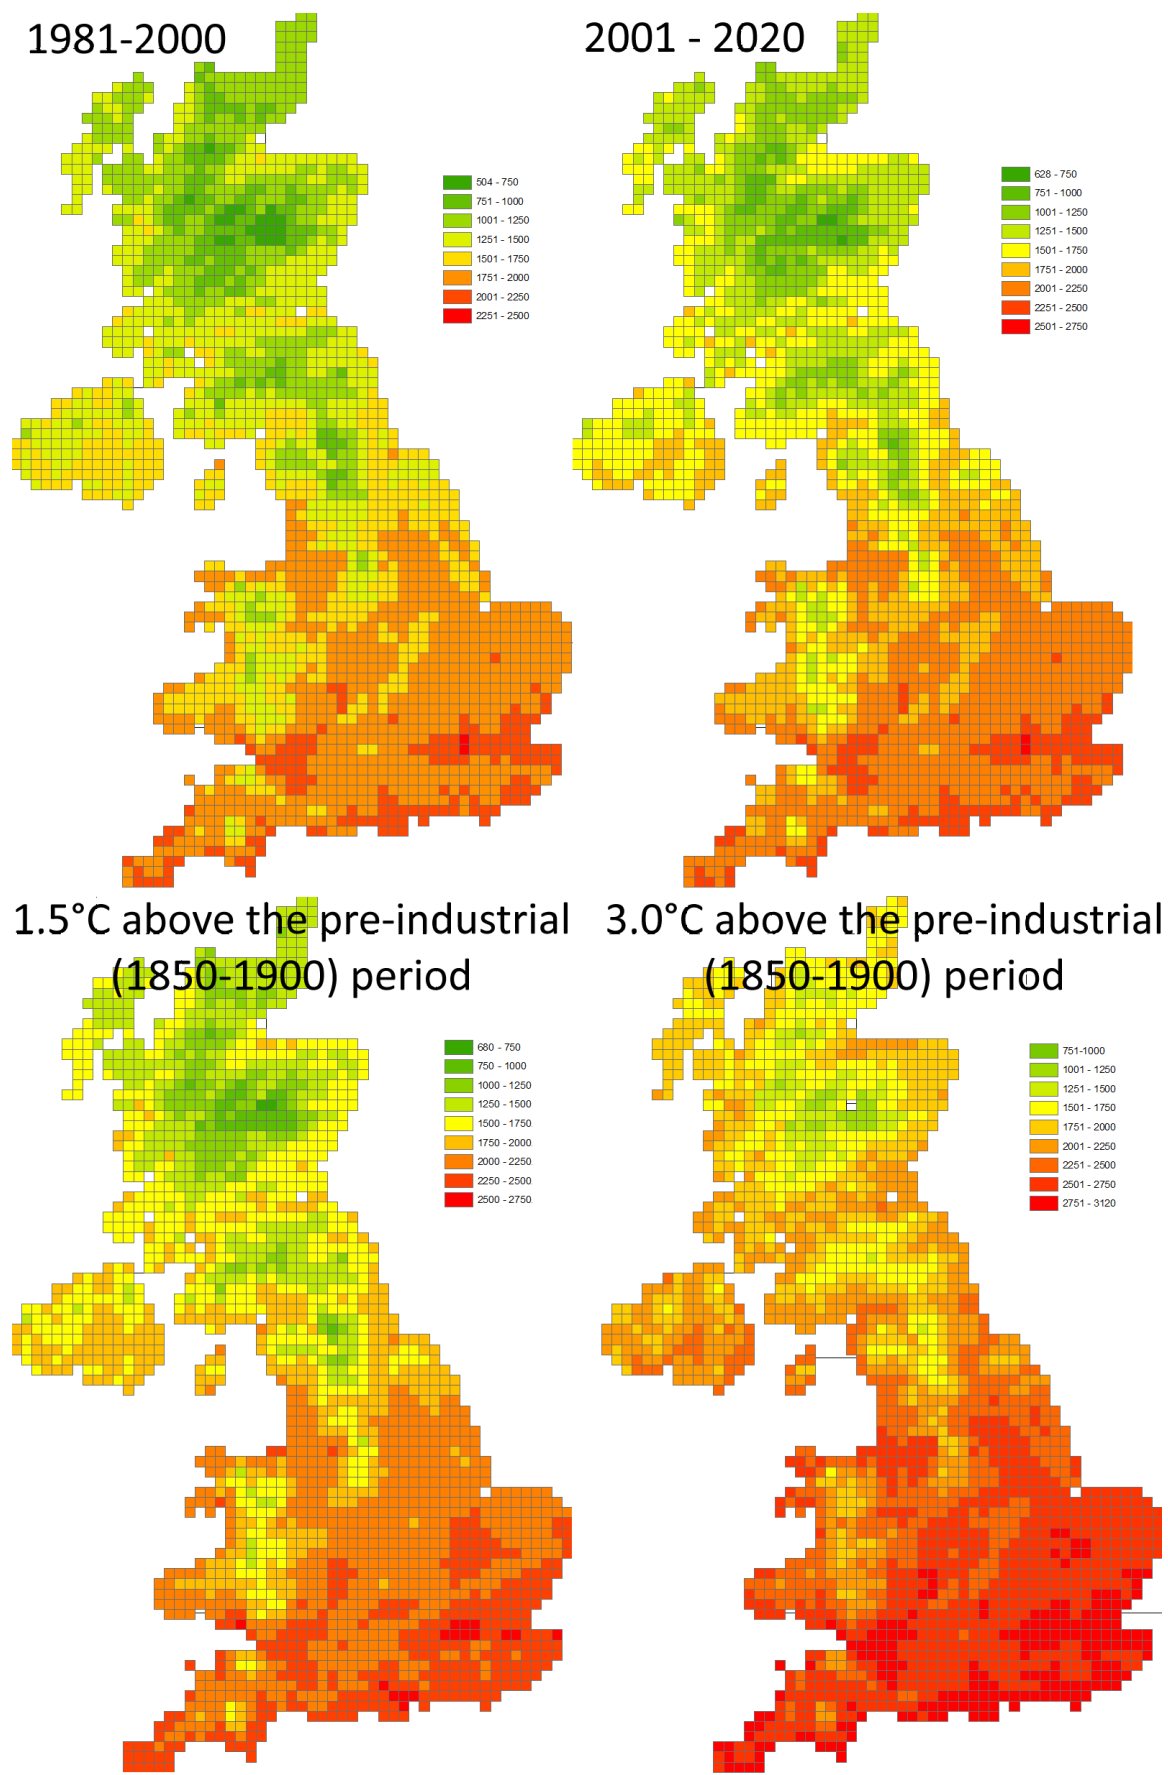 1981-2000
504 - 750
751 - 1000
1001 - 1250
1251 - 1500
1501 - 1750
1751 - 2000
2001 - 2250
2251 - 2500
2001 - 2020
628 - 750
751 - 1000
1001 - 1250
1251 - 1500
1501 - 1750
1751 - 2000
2001 - 2250
2251 - 2500
2501 - 2750
1.5°C above the pre-industrial
(1850-1900) period
680 - 750
750 - 1000
1000 - 1250
1250 - 1500
1500 - 1750
1750 - 2000
2000 - 2250
2250 - 2500
2500 - 2750
3.0°C above the pre-industrial
(1850-1900) period
751-1000
1001 - 1250
1251 - 1500
1501 - 1750
1751 - 2000
2001 - 2250
2251 - 2500
2501 - 2750
2751 - 3120